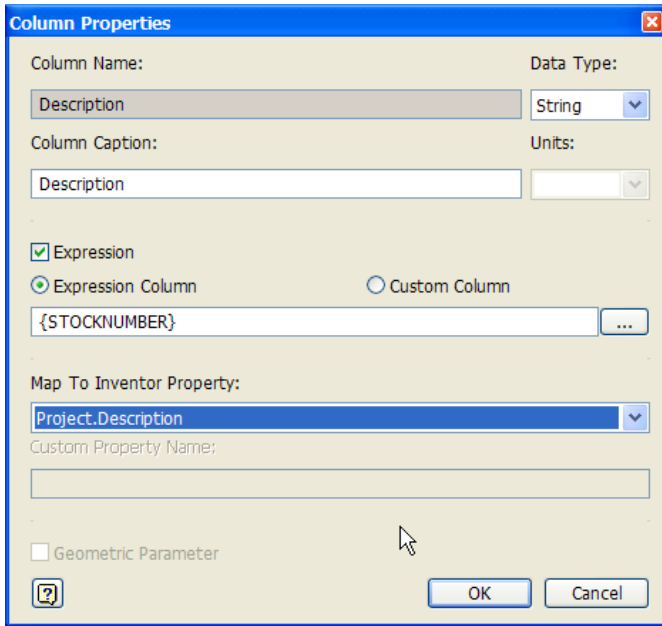 Column Properties
Column Name: Data Type:
Description String
Column Caption: Units:
Description
Expression
Expression Column Custom Column
{STOCKNUMBER} ...
Map To Inventor Property:
Project.Description
Custom Property Name:
Geometric Parameter
? OK Cancel